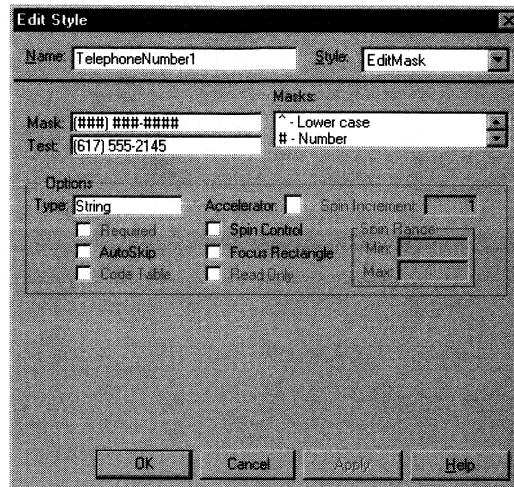 Edit Style
Name: TelephoneNumber1 Style: EditMask
Masks:
^ - Lower case
Mask: (###) ###-####
# - Number
Test: (617) 555-2145
Options
Type: String Accelerator: Spin Increment: 1
Required Spin Control Spin Range
AutoSkip Focus Rectangle Min:
Code Table Read Only Max:
OK Cancel Apply Help